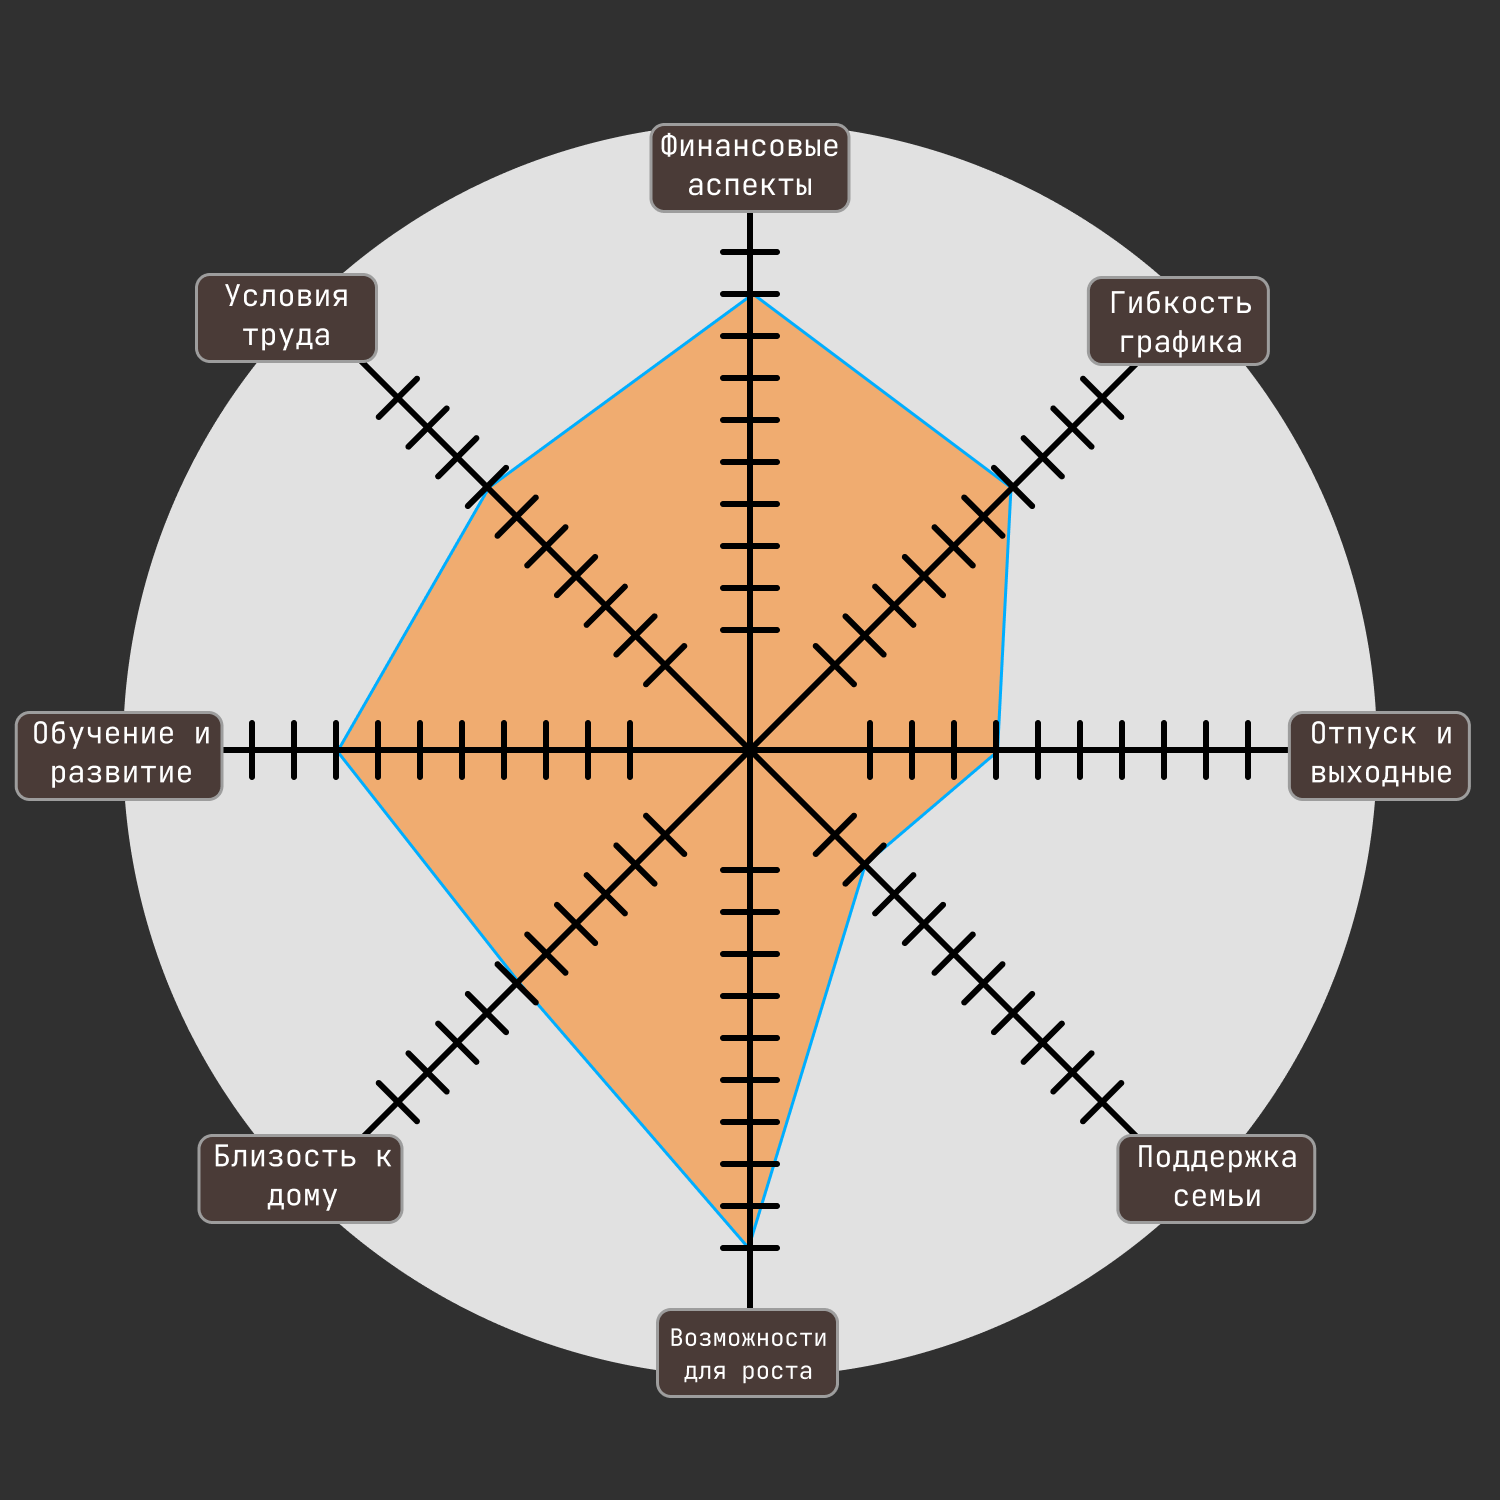 Финансовые
аспекты
Условия
труда
Гибкость
графика
Обучение и
развитие
Отпуск и
выходные
Близость к
дому
Поддержка
семьи
Возможности
для роста